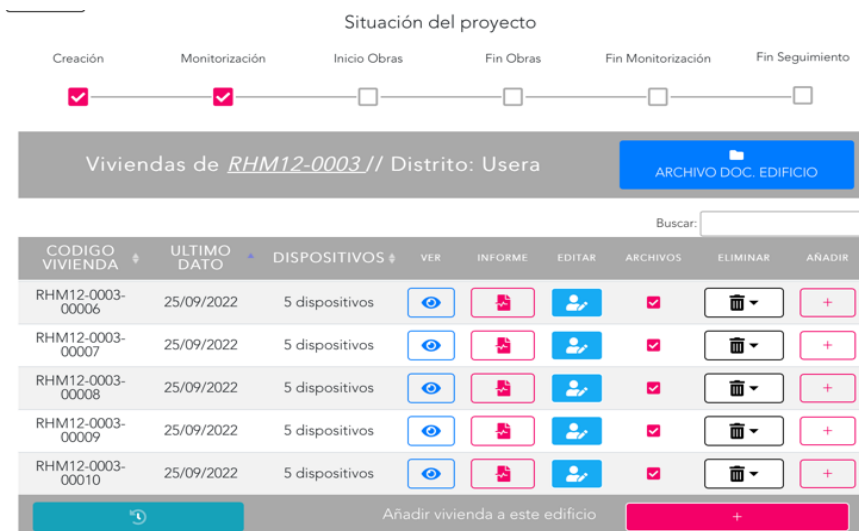 Situación del proyecto
Creación Monitorización Inicio Obras Fin Obras Fin Monitorización Fin Seguimiento
Viviendas de RHM12-0003 // Distrito: Usera
ARCHIVO DOC. EDIFICIO
Buscar:
CODIGO VIVIENDA ULTIMO DATO DISPOSITIVOS VER INFORME EDITAR ARCHIVOS ELIMINAR AÑADIR
RHM12-0003-00006 25/09/2022 5 dispositivos +
RHM12-0003-00007 25/09/2022 5 dispositivos +
RHM12-0003-00008 25/09/2022 5 dispositivos +
RHM12-0003-00009 25/09/2022 5 dispositivos +
RHM12-0003-00010 25/09/2022 5 dispositivos +
Añadir vivienda a este edificio +